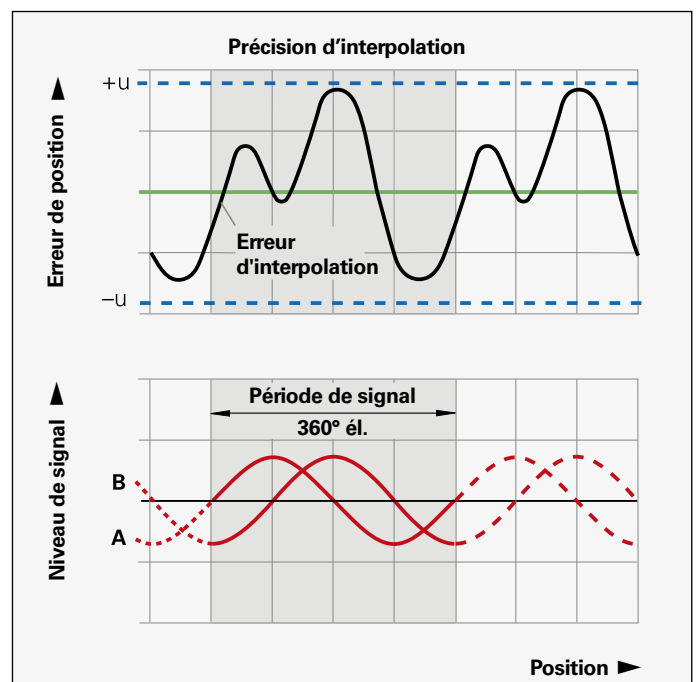 Précision d’interpolation
+u
Erreur de position ▲
Erreur
d'interpolation
–u
Période de signal
360° él.
B
A
Niveau de signal ▲
Position ►